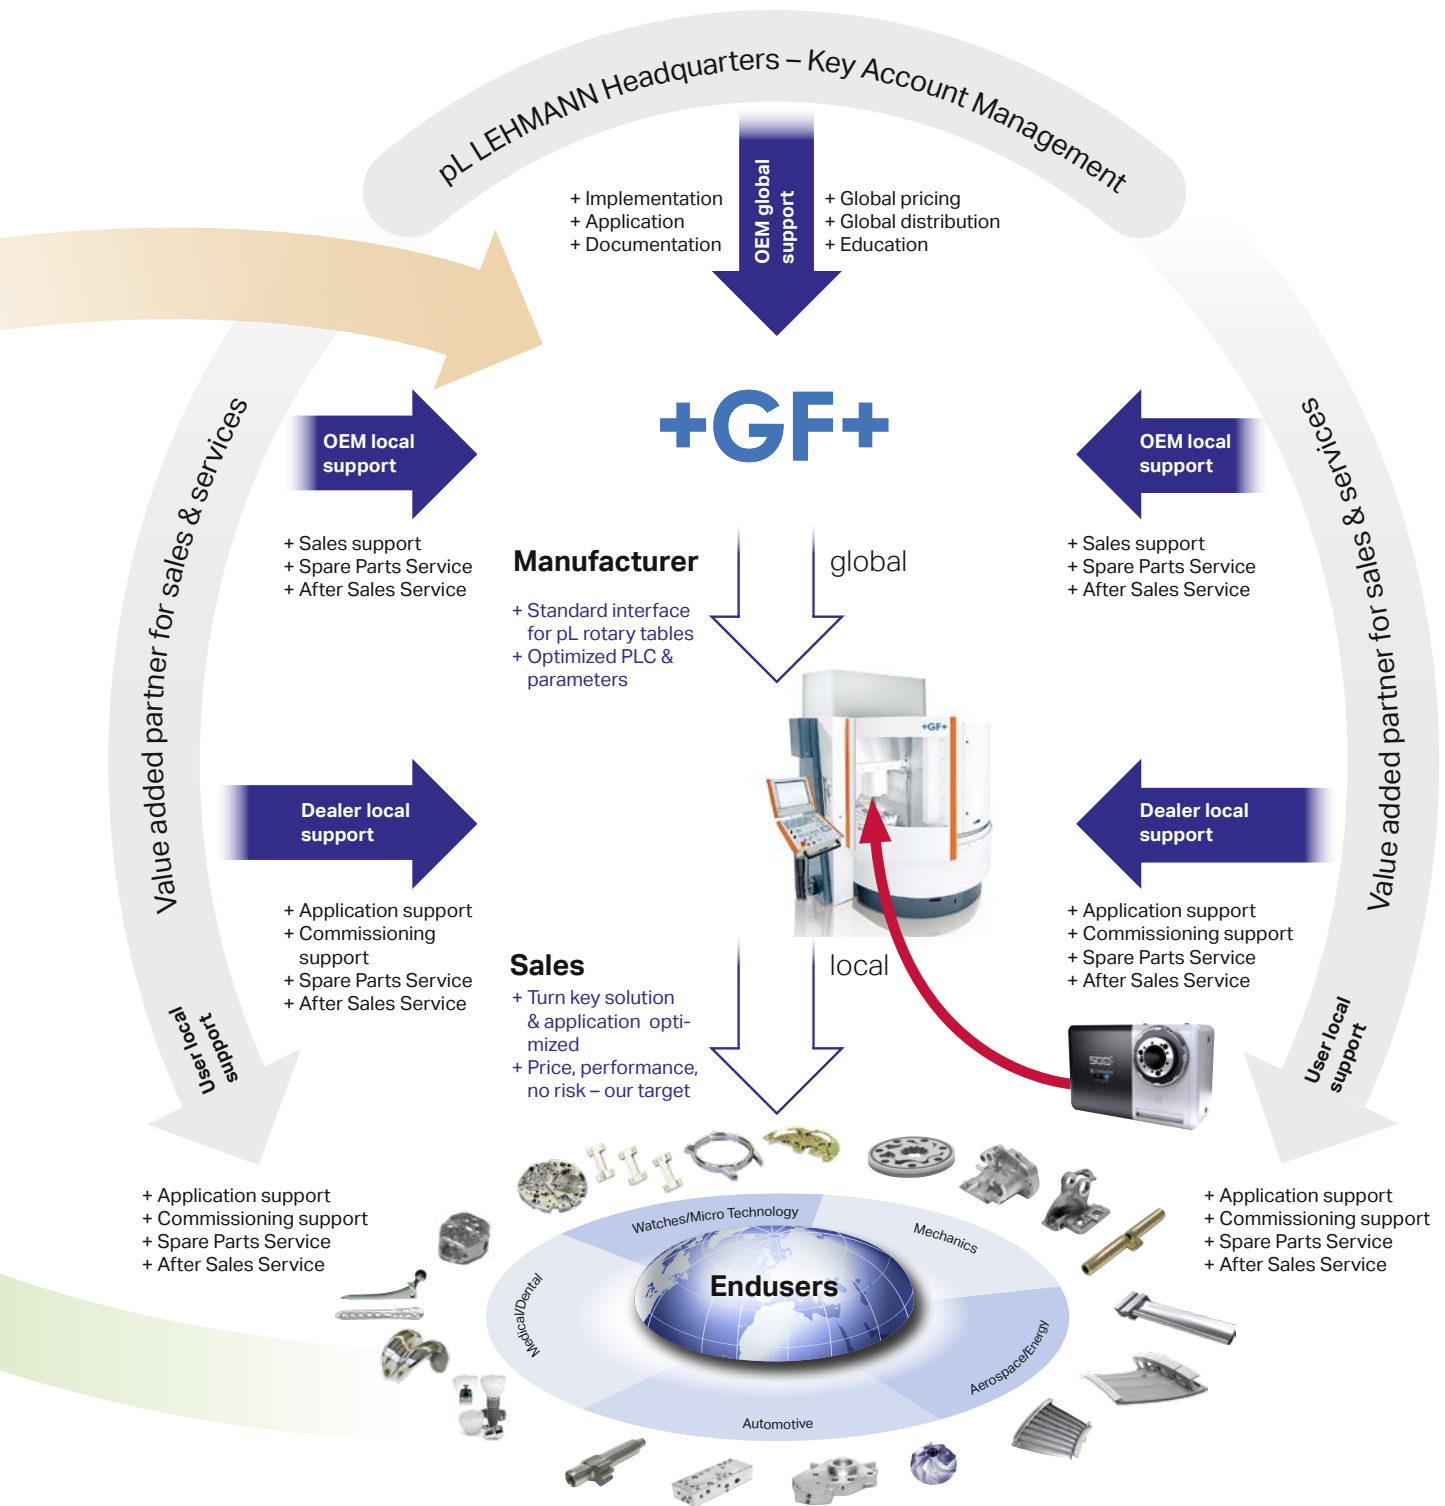 pL LEHMANN Headquarters – Key Account Management
+ Implementation
+ Application
+ Documentation
OEM global
support
+ Global pricing
+ Global distribution
+ Education
+GF+
Value added partner for sales & services
OEM local
support
+ Sales support
+ Spare Parts Service
+ After Sales Service
Manufacturer
global
+ Standard interface
for pL rotary tables
+ Optimized PLC &
parameters
OEM local
support
+ Sales support
+ Spare Parts Service
+ After Sales Service
Value added partner for sales & services
+GF+
Dealer local
support
+ Application support
+ Commissioning
support
+ Spare Parts Service
+ After Sales Service
Sales
local
+ Turn key solution
& application opti-
mized
+ Price, performance,
no risk – our target
Dealer local
support
+ Application support
+ Commissioning support
+ Spare Parts Service
+ After Sales Service
User local
support
User local
support
+ Application support
+ Commissioning support
+ Spare Parts Service
+ After Sales Service
+ Application support
+ Commissioning support
+ Spare Parts Service
+ After Sales Service
Watches/Micro Technology
Mechanics
Medical/Dental
Endusers
Aerospace/Energy
Automotive